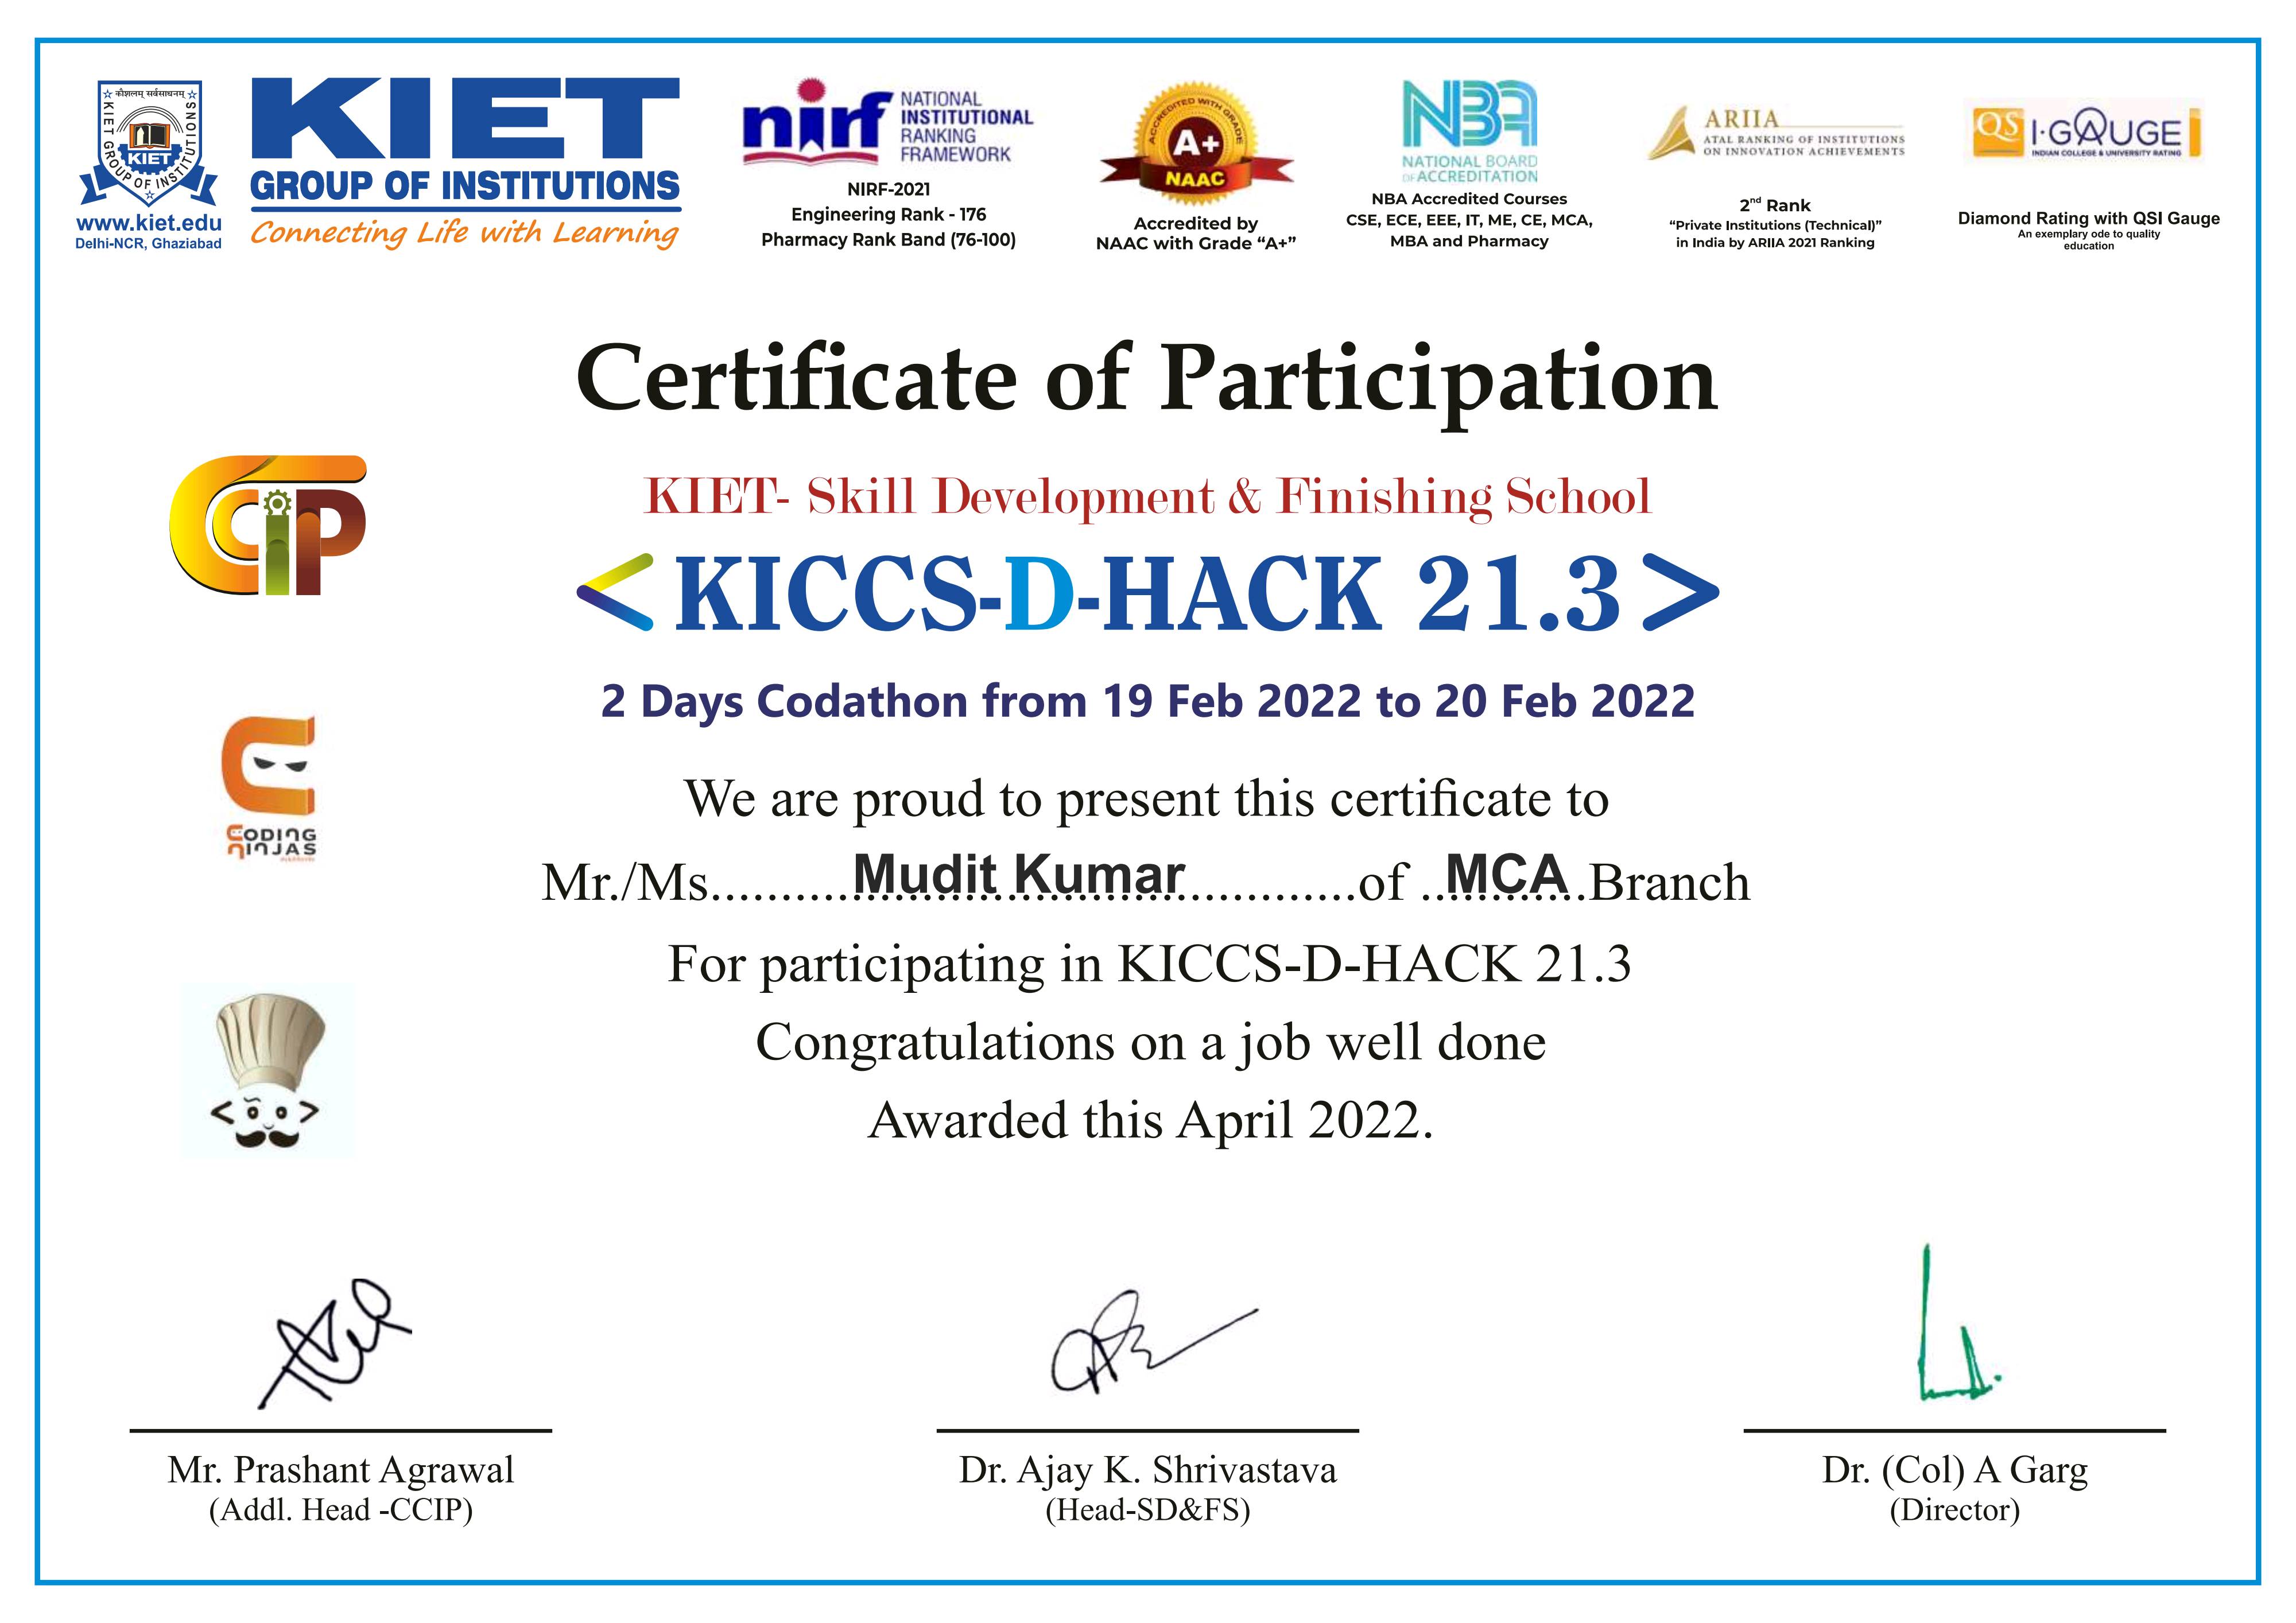 कौशलम् सर्वसाधनम्
KIET GROUP OF INSTITUTIONS
KIET
www.kiet.edu
Delhi-NCR, Ghaziabad
KIET
GROUP OF INSTITUTIONS
Connecting Life with Learning
nirf
NATIONAL
INSTITUTIONAL
RANKING
FRAMEWORK
NIRF-2021
Engineering Rank - 176
Pharmacy Rank Band (76-100)
ACCREDITED WITH GRADE
A+
NAAC
Accredited by
NAAC with Grade “A+”
NBA
NATIONAL BOARD
OF ACCREDITATION
NBA Accredited Courses
CSE, ECE, EEE, IT, ME, CE, MCA,
MBA and Pharmacy
ARIIA
ATAL RANKING OF INSTITUTIONS
ON INNOVATION ACHIEVEMENTS
2nd Rank
“Private Institutions (Technical)”
in India by ARIIA 2021 Ranking
QS I·GAUGE
INDIAN COLLEGE & UNIVERSITY RATING
Diamond Rating with QSI Gauge
An exemplary ode to quality
education
Certificate of Participation
CCIP
KIET- Skill Development & Finishing School
<KICCS-D-HACK 21.3>
2 Days Codathon from 19 Feb 2022 to 20 Feb 2022
CODING
NINJAS
We are proud to present this certificate to
Mr./Ms..........Mudit Kumar............of ..MCA.Branch
For participating in KICCS-D-HACK 21.3
Congratulations on a job well done
Awarded this April 2022.
Mr. Prashant Agrawal
(Addl. Head -CCIP)
Dr. Ajay K. Shrivastava
(Head-SD&FS)
Dr. (Col) A Garg
(Director)